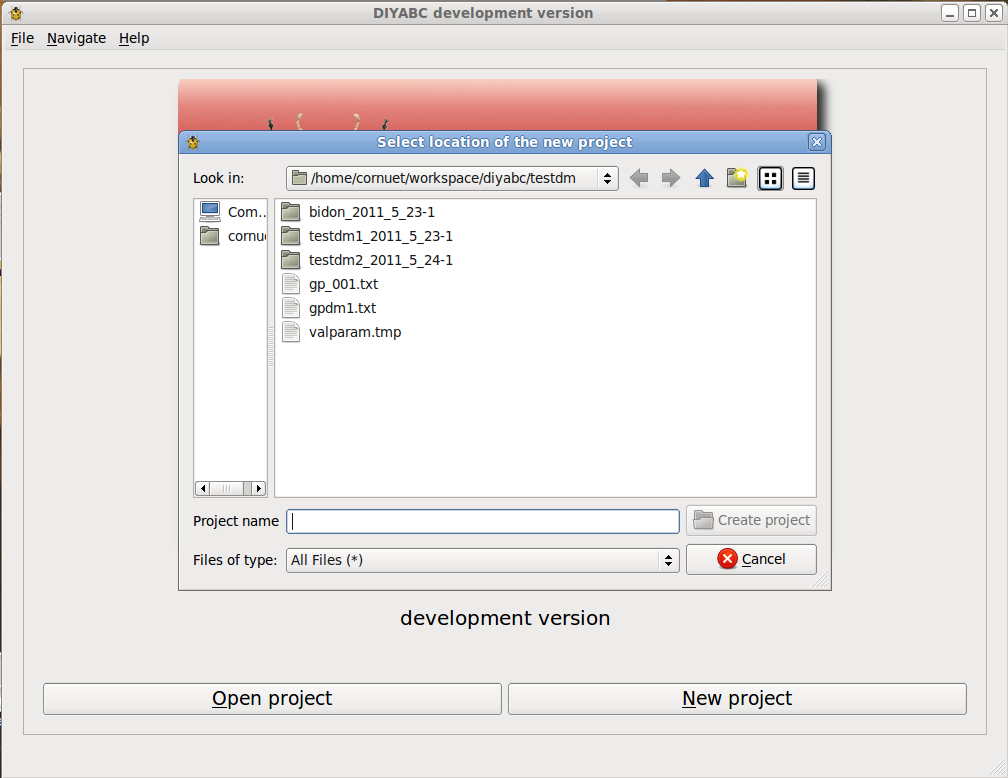 DIYABC development version
File Navigate Help
Select location of the new project
Look in: /home/cornuet/workspace/diyabc/testdm
Com... bidon_2011_5_23-1
cornu testdm1_2011_5_23-1
testdm2_2011_5_24-1
gp_001.txt
gpdm1.txt
valparam.tmp
Project name Create project
Files of type: All Files (*) Cancel
development version
Open project New project